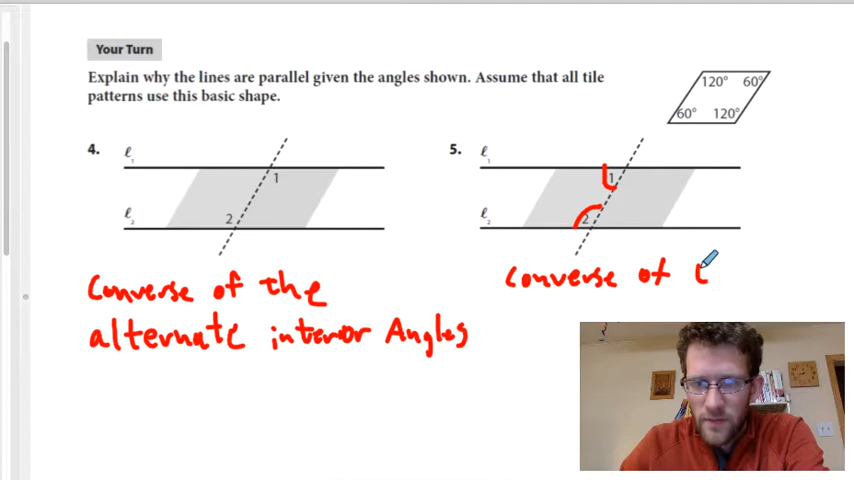 Your Turn
Explain why the lines are parallel given the angles shown. Assume that all tile
patterns use this basic shape.
120° 60°
60° 120°
4. ℓ1
1
2
ℓ2
5. ℓ1
1
2
ℓ2
Converse of the
alternate interior Angles
converse of